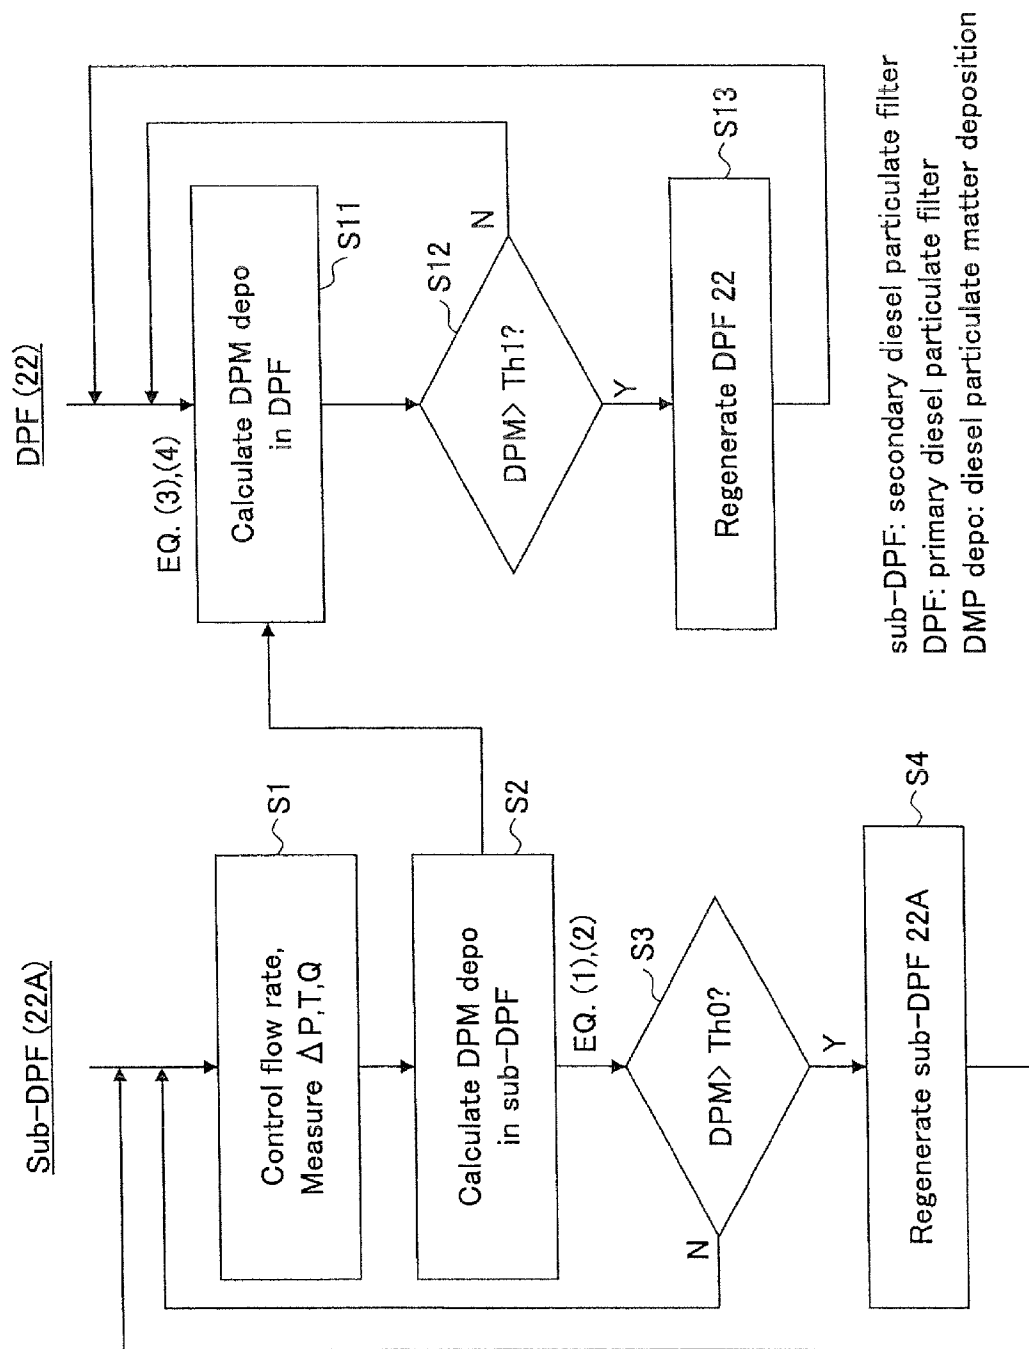 Sub-DPF (22A)
Control flow rate,
Measure ΔP,T,Q
S1
Calculate DPM depo
in sub-DPF
S2
EQ. (1),(2)
DPM> Th0?
S3
N
Y
Regenerate sub-DPF 22A
S4
DPF (22)
EQ. (3),(4)
Calculate DPM depo
in DPF
S11
DPM> Th1?
S12
N
Y
Regenerate DPF 22
S13
sub-DPF: secondary diesel particulate filter
DPF: primary diesel particulate filter
DMP depo: diesel particulate matter deposition